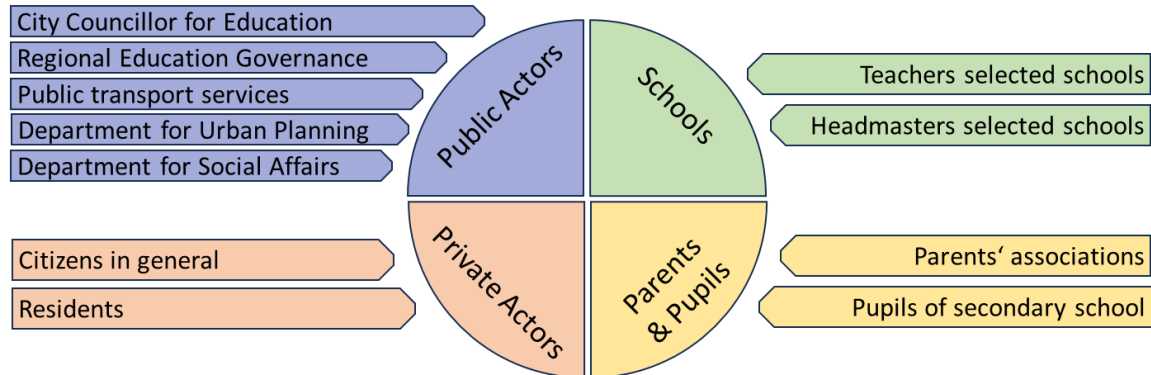 City Councillor for Education
Regional Education Governance
Public transport services
Department for Urban Planning
Department for Social Affairs
Public Actors
Schools
Teachers selected schools
Headmasters selected schools
Citizens in general
Residents
Private Actors
Parents
& Pupils
Parents‘ associations
Pupils of secondary school